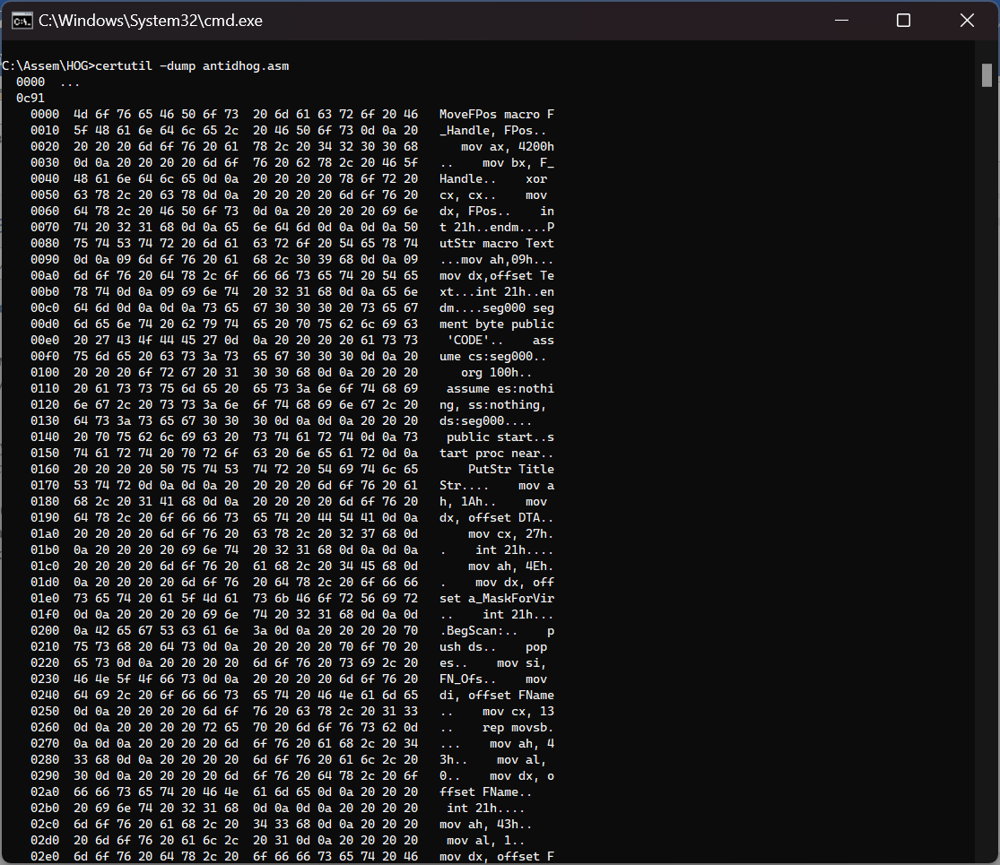 C:\Windows\System32\cmd.exe
C:\Assem\HOG>certutil -dump antidhog.asm
  0000  ...
  0c91
    0000  4d 6f 76 65 46 50 6f 73  20 6d 61 63 72 6f 20 46   MoveFPos macro F
    0010  5f 48 61 6e 64 6c 65 2c  20 46 50 6f 73 0d 0a 20   _Handle, FPos..
    0020  20 20 20 6d 6f 76 20 61  78 2c 20 34 32 30 30 68      mov ax, 4200h
    0030  0d 0a 20 20 20 20 6d 6f  76 20 62 78 2c 20 46 5f   ..    mov bx, F_
    0040  48 61 6e 64 6c 65 0d 0a  20 20 20 20 78 6f 72 20   Handle..    xor
    0050  63 78 2c 20 63 78 0d 0a  20 20 20 20 6d 6f 76 20   cx, cx..    mov
    0060  64 78 2c 20 46 50 6f 73  0d 0a 20 20 20 20 69 6e   dx, FPos..    in
    0070  74 20 32 31 68 0d 0a 65  6e 64 6d 0d 0a 0d 0a 50   t 21h..endm....P
    0080  75 74 53 74 72 20 6d 61  63 72 6f 20 54 65 78 74   utStr macro Text
    0090  0d 0a 09 6d 6f 76 20 61  68 2c 30 39 68 0d 0a 09   ...mov ah,09h...
    00a0  6d 6f 76 20 64 78 2c 6f  66 66 73 65 74 20 54 65   mov dx,offset Te
    00b0  78 74 0d 0a 09 69 6e 74  20 32 31 68 0d 0a 65 6e   xt...int 21h..en
    00c0  64 6d 0d 0a 0d 0a 73 65  67 30 30 30 20 73 65 67   dm....seg000 seg
    00d0  6d 65 6e 74 20 62 79 74  65 20 70 75 62 6c 69 63   ment byte public
    00e0  20 27 43 4f 44 45 27 0d  0a 20 20 20 20 61 73 73    'CODE'..    ass
    00f0  75 6d 65 20 63 73 3a 73  65 67 30 30 30 0d 0a 20   ume cs:seg000..
    0100  20 20 20 6f 72 67 20 31  30 30 68 0d 0a 20 20 20      org 100h..
    0110  20 61 73 73 75 6d 65 20  65 73 3a 6e 6f 74 68 69    assume es:nothi
    0120  6e 67 2c 20 73 73 3a 6e  6f 74 68 69 6e 67 2c 20   ng, ss:nothing,
    0130  64 73 3a 73 65 67 30 30  30 0d 0a 0d 0a 20 20 20   ds:seg000....
    0140  20 70 75 62 6c 69 63 20  73 74 61 72 74 0d 0a 73    public start..s
    0150  74 61 72 74 20 70 72 6f  63 20 6e 65 61 72 0d 0a   tart proc near..
    0160  20 20 20 20 50 75 74 53  74 72 20 54 69 74 6c 65       PutStr Title
    0170  53 74 72 0d 0a 0d 0a 20  20 20 20 6d 6f 76 20 61   Str....    mov a
    0180  68 2c 20 31 41 68 0d 0a  20 20 20 20 6d 6f 76 20   h, 1Ah..    mov
    0190  64 78 2c 20 6f 66 66 73  65 74 20 44 54 41 0d 0a   dx, offset DTA..
    01a0  20 20 20 20 6d 6f 76 20  63 78 2c 20 32 37 68 0d       mov cx, 27h.
    01b0  0a 20 20 20 20 69 6e 74  20 32 31 68 0d 0a 0d 0a   .    int 21h....
    01c0  20 20 20 20 6d 6f 76 20  61 68 2c 20 34 45 68 0d       mov ah, 4Eh.
    01d0  0a 20 20 20 20 6d 6f 76  20 64 78 2c 20 6f 66 66   .    mov dx, off
    01e0  73 65 74 20 61 5f 4d 61  73 6b 46 6f 72 56 69 72   set a_MaskForVir
    01f0  0d 0a 20 20 20 20 69 6e  74 20 32 31 68 0d 0a 0d   ..    int 21h...
    0200  0a 42 65 67 53 63 61 6e  3a 0d 0a 20 20 20 20 70   .BegScan:..    p
    0210  75 73 68 20 64 73 0d 0a  20 20 20 20 70 6f 70 20   ush ds..    pop
    0220  65 73 0d 0a 20 20 20 20  6d 6f 76 20 73 69 2c 20   es..    mov si,
    0230  46 4e 5f 4f 66 73 0d 0a  20 20 20 20 6d 6f 76 20   FN_Ofs..    mov
    0240  64 69 2c 20 6f 66 66 73  65 74 20 46 4e 61 6d 65   di, offset FName
    0250  0d 0a 20 20 20 20 6d 6f  76 20 63 78 2c 20 31 33   ..    mov cx, 13
    0260  0d 0a 20 20 20 20 72 65  70 20 6d 6f 76 73 62 0d   ..    rep movsb.
    0270  0a 0d 0a 20 20 20 20 6d  6f 76 20 61 68 2c 20 34   ...    mov ah, 4
    0280  33 68 0d 0a 20 20 20 20  6d 6f 76 20 61 6c 2c 20   3h..    mov al,
    0290  30 0d 0a 20 20 20 20 6d  6f 76 20 64 78 2c 20 6f   0..    mov dx, o
    02a0  66 66 73 65 74 20 46 4e  61 6d 65 0d 0a 20 20 20   ffset FName..
    02b0  20 69 6e 74 20 32 31 68  0d 0a 0d 0a 20 20 20 20    int 21h....
    02c0  6d 6f 76 20 61 68 2c 20  34 33 68 0d 0a 20 20 20   mov ah, 43h..
    02d0  20 6d 6f 76 20 61 6c 2c  20 31 0d 0a 20 20 20 20    mov al, 1..
    02e0  6d 6f 76 20 64 78 2c 20  6f 66 66 73 65 74 20 46   mov dx, offset F